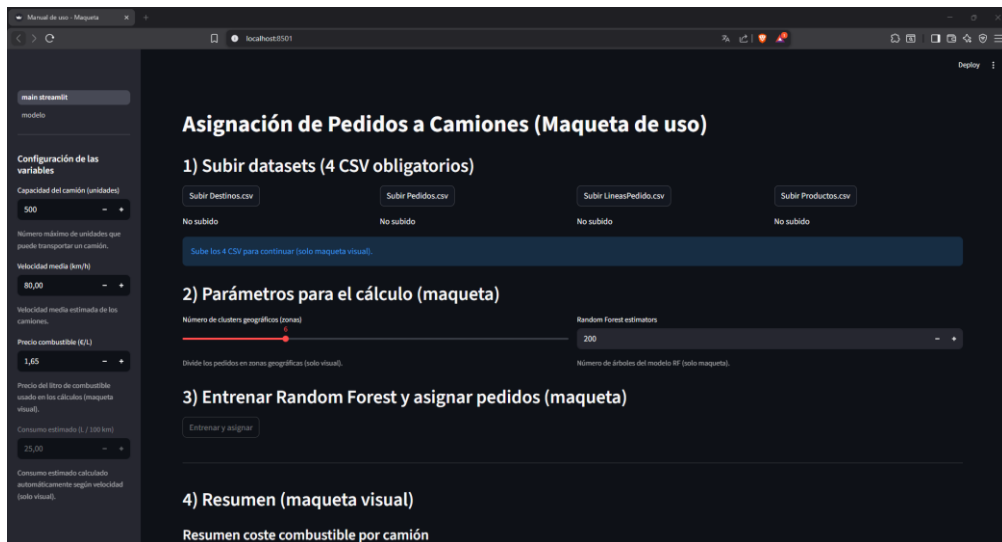 Manual de uso - Maqueta
localhost:8501
Deploy
main streamlit
modelo
Configuración de las
variables
Capacidad del camión (unidades)
500
Número máximo de unidades que
puede transportar un camión.
Velocidad media (km/h)
80,00
Velocidad media estimada de los
camiones.
Precio combustible (€/L)
1,65
Precio del litro de combustible
usado en los cálculos (maqueta
visual).
Consumo estimado (L / 100 km)
25,00
Consumo estimado calculado
automáticamente según velocidad
(solo visual).
Asignación de Pedidos a Camiones (Maqueta de uso)
1) Subir datasets (4 CSV obligatorios)
Subir Destinos.csv
Subir Pedidos.csv
Subir LineasPedido.csv
Subir Productos.csv
No subido
No subido
No subido
No subido
Sube los 4 CSV para continuar (solo maqueta visual).
2) Parámetros para el cálculo (maqueta)
Número de clusters geográficos (zonas)
6
Divide los pedidos en zonas geográficas (solo visual).
Random Forest estimators
200
Número de árboles del modelo RF (solo maqueta).
3) Entrenar Random Forest y asignar pedidos (maqueta)
Entrenar y asignar
4) Resumen (maqueta visual)
Resumen coste combustible por camión